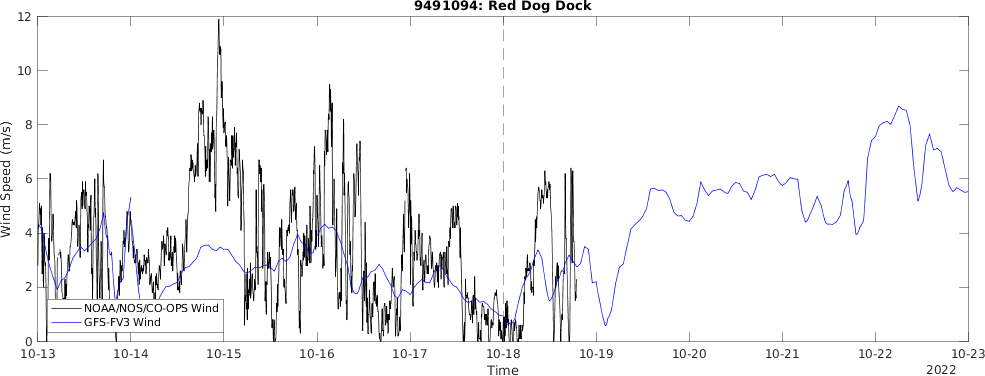 9491094: Red Dog Dock
Wind Speed (m/s)
12
10
8
6
4
2
0
NOAA/NOS/CO-OPS Wind
GFS-FV3 Wind
10-13 10-14 10-15 10-16 10-17 10-18 10-19 10-20 10-21 10-22 10-23
Time
2022